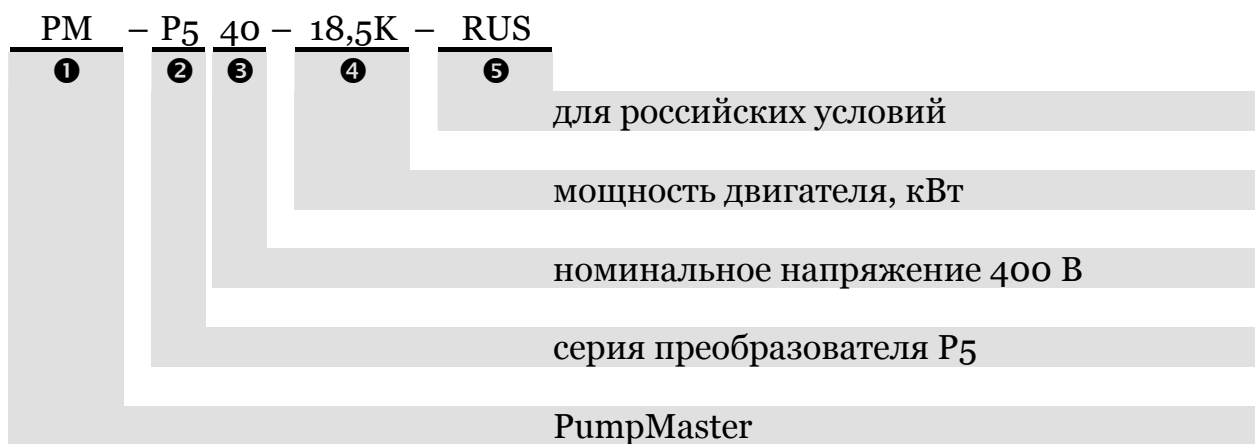 PM – P5 40 – 18,5K – RUS
❶ ❷ ❸ ❹ ❺
для российских условий
мощность двигателя, кВт
номинальное напряжение 400 В
серия преобразователя P5
PumpMaster